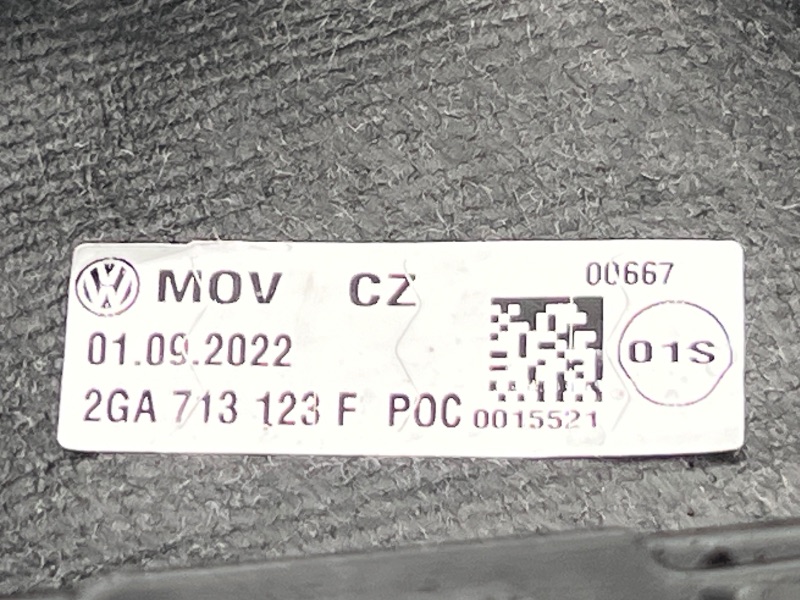 MOV CZ 00667
01.09.2022 01S
2GA 713 123 F POC 0015521